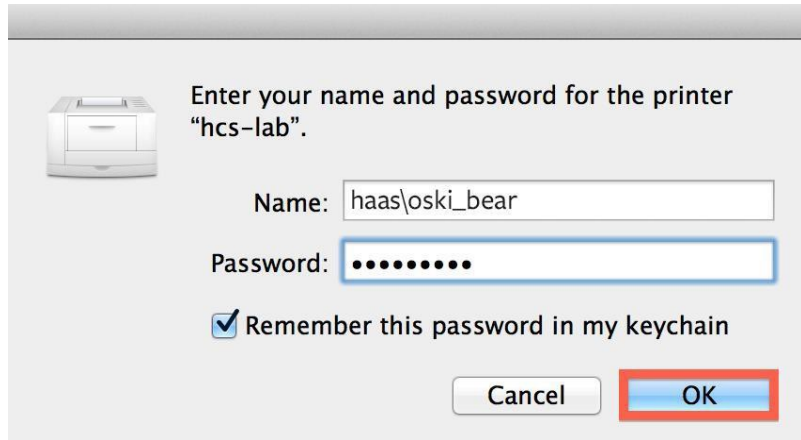 Enter your name and password for the printer
“hcs-lab”.
Name: haas\oski_bear
Password: •••••••••
Remember this password in my keychain
Cancel OK